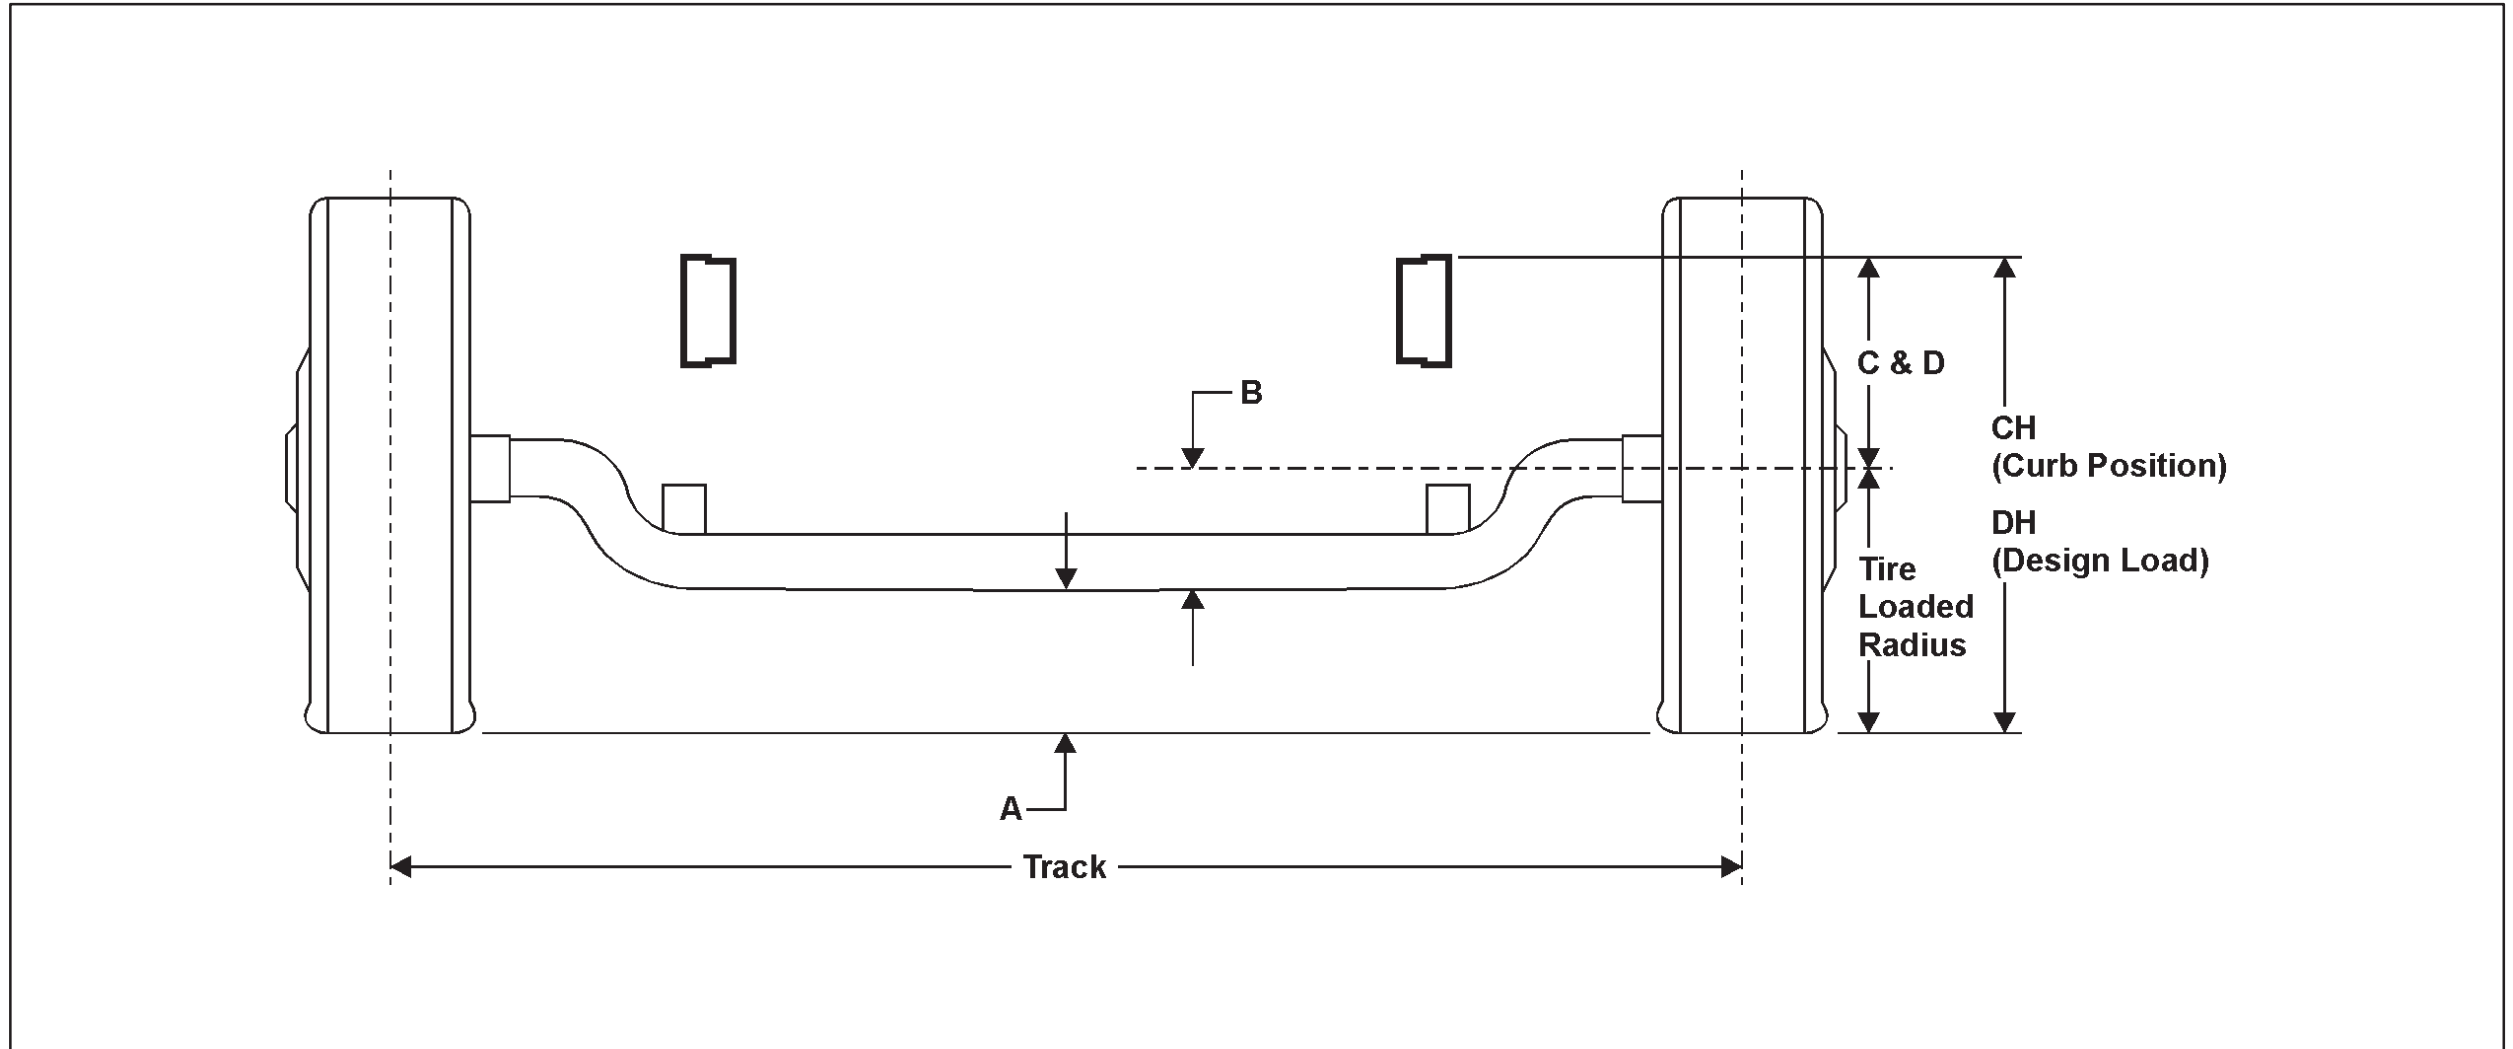 C & D
B
CH
(Curb Position)
DH
(Design Load)
Tire
Loaded
Radius
A
Track